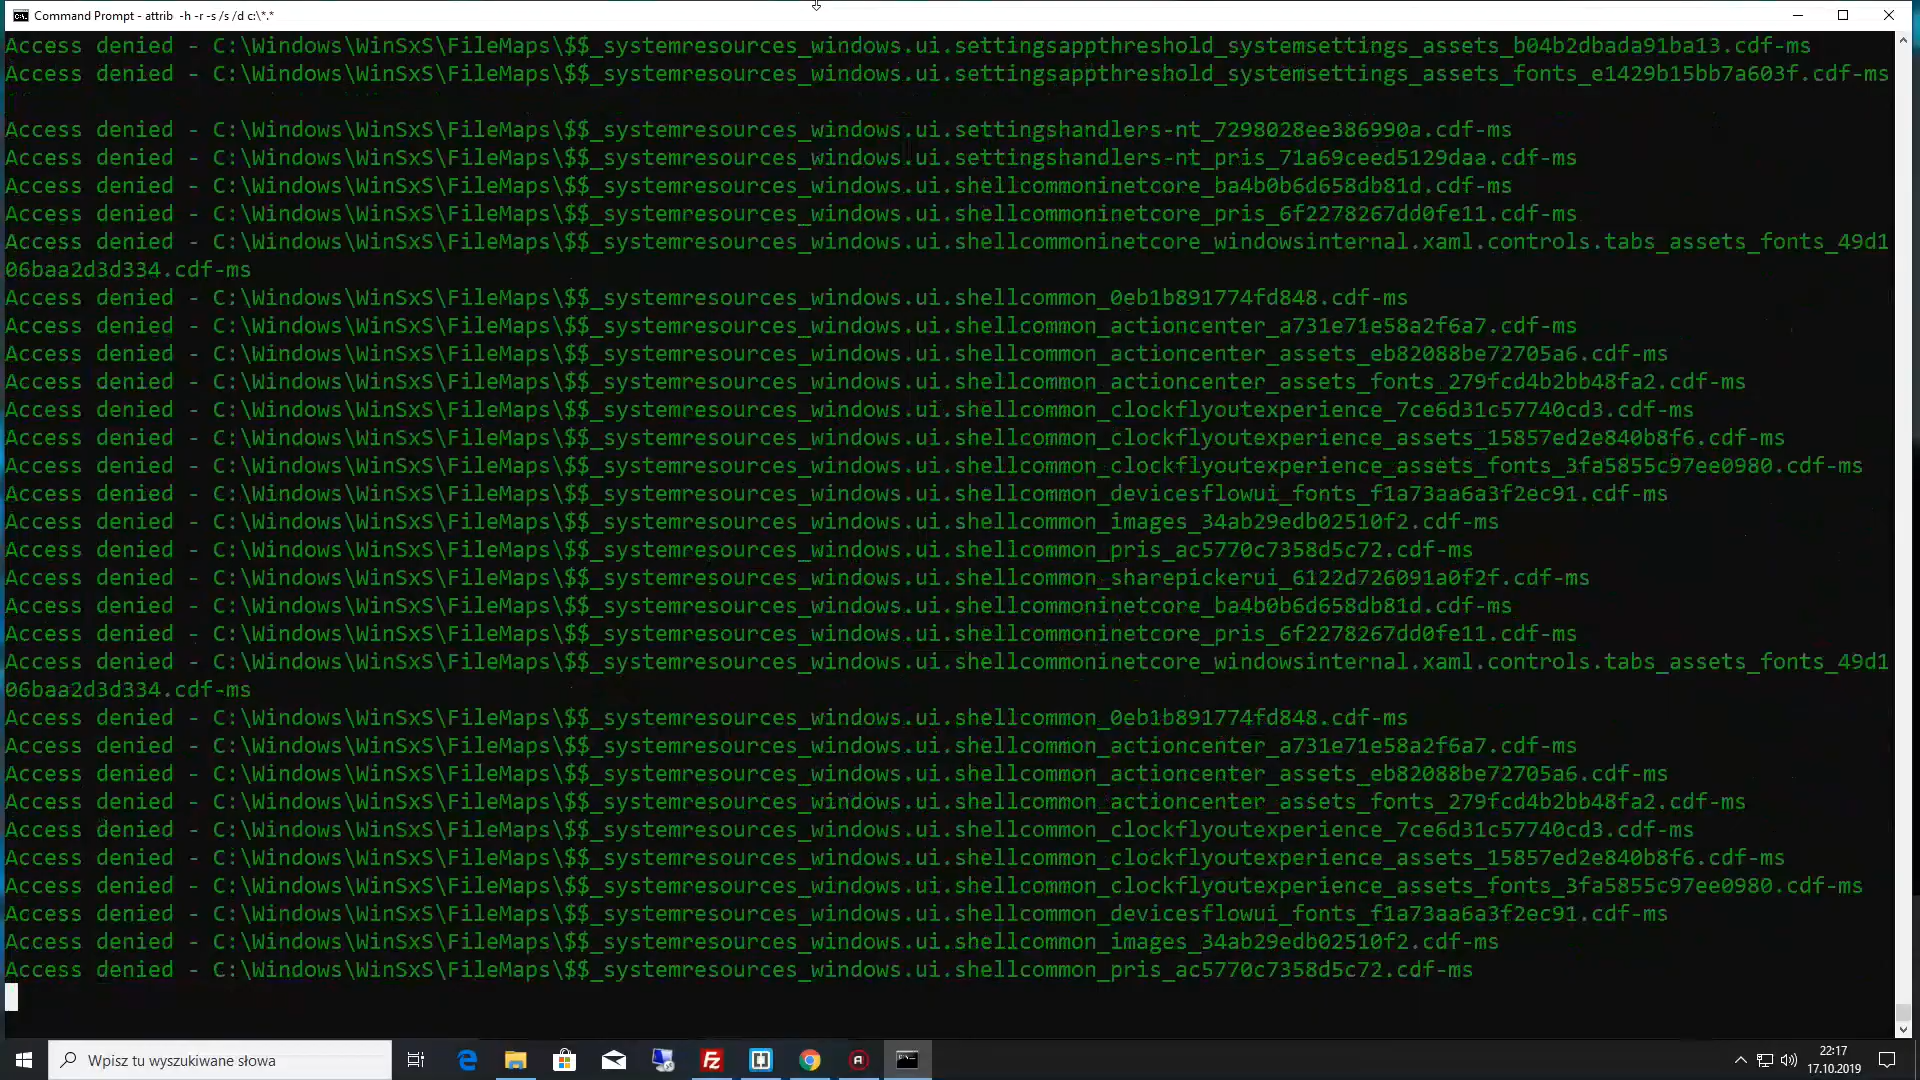 Command Prompt - attrib  -h -r -s /s /d c:\*.*
Access denied - C:\Windows\WinSxS\FileMaps\$$_systemresources_windows.ui.settingsappthreshold_systemsettings_assets_b04b2dbada91ba13.cdf-ms
Access denied - C:\Windows\WinSxS\FileMaps\$$_systemresources_windows.ui.settingsappthreshold_systemsettings_assets_fonts_e1429b15bb7a603f.cdf-ms
Access denied - C:\Windows\WinSxS\FileMaps\$$_systemresources_windows.ui.settingshandlers-nt_7298028ee386990a.cdf-ms
Access denied - C:\Windows\WinSxS\FileMaps\$$_systemresources_windows.ui.settingshandlers-nt_pris_71a69ceed5129daa.cdf-ms
Access denied - C:\Windows\WinSxS\FileMaps\$$_systemresources_windows.ui.shellcommoninetcore_ba4b0b6d658db81d.cdf-ms
Access denied - C:\Windows\WinSxS\FileMaps\$$_systemresources_windows.ui.shellcommoninetcore_pris_6f2278267dd0fe11.cdf-ms
Access denied - C:\Windows\WinSxS\FileMaps\$$_systemresources_windows.ui.shellcommoninetcore_windowsinternal.xaml.controls.tabs_assets_fonts_49d1
06baa2d3d334.cdf-ms
Access denied - C:\Windows\WinSxS\FileMaps\$$_systemresources_windows.ui.shellcommon_0eb1b891774fd848.cdf-ms
Access denied - C:\Windows\WinSxS\FileMaps\$$_systemresources_windows.ui.shellcommon_actioncenter_a731e71e58a2f6a7.cdf-ms
Access denied - C:\Windows\WinSxS\FileMaps\$$_systemresources_windows.ui.shellcommon_actioncenter_assets_eb82088be72705a6.cdf-ms
Access denied - C:\Windows\WinSxS\FileMaps\$$_systemresources_windows.ui.shellcommon_actioncenter_assets_fonts_279fcd4b2bb48fa2.cdf-ms
Access denied - C:\Windows\WinSxS\FileMaps\$$_systemresources_windows.ui.shellcommon_clockflyoutexperience_7ce6d31c57740cd3.cdf-ms
Access denied - C:\Windows\WinSxS\FileMaps\$$_systemresources_windows.ui.shellcommon_clockflyoutexperience_assets_15857ed2e840b8f6.cdf-ms
Access denied - C:\Windows\WinSxS\FileMaps\$$_systemresources_windows.ui.shellcommon_clockflyoutexperience_assets_fonts_3fa5855c97ee0980.cdf-ms
Access denied - C:\Windows\WinSxS\FileMaps\$$_systemresources_windows.ui.shellcommon_devicesflowui_fonts_f1a73aa6a3f2ec91.cdf-ms
Access denied - C:\Windows\WinSxS\FileMaps\$$_systemresources_windows.ui.shellcommon_images_34ab29edb02510f2.cdf-ms
Access denied - C:\Windows\WinSxS\FileMaps\$$_systemresources_windows.ui.shellcommon_pris_ac5770c7358d5c72.cdf-ms
Access denied - C:\Windows\WinSxS\FileMaps\$$_systemresources_windows.ui.shellcommon_sharepickerui_6122d726091a0f2f.cdf-ms
Access denied - C:\Windows\WinSxS\FileMaps\$$_systemresources_windows.ui.shellcommoninetcore_ba4b0b6d658db81d.cdf-ms
Access denied - C:\Windows\WinSxS\FileMaps\$$_systemresources_windows.ui.shellcommoninetcore_pris_6f2278267dd0fe11.cdf-ms
Access denied - C:\Windows\WinSxS\FileMaps\$$_systemresources_windows.ui.shellcommoninetcore_windowsinternal.xaml.controls.tabs_assets_fonts_49d1
06baa2d3d334.cdf-ms
Access denied - C:\Windows\WinSxS\FileMaps\$$_systemresources_windows.ui.shellcommon_0eb1b891774fd848.cdf-ms
Access denied - C:\Windows\WinSxS\FileMaps\$$_systemresources_windows.ui.shellcommon_actioncenter_a731e71e58a2f6a7.cdf-ms
Access denied - C:\Windows\WinSxS\FileMaps\$$_systemresources_windows.ui.shellcommon_actioncenter_assets_eb82088be72705a6.cdf-ms
Access denied - C:\Windows\WinSxS\FileMaps\$$_systemresources_windows.ui.shellcommon_actioncenter_assets_fonts_279fcd4b2bb48fa2.cdf-ms
Access denied - C:\Windows\WinSxS\FileMaps\$$_systemresources_windows.ui.shellcommon_clockflyoutexperience_7ce6d31c57740cd3.cdf-ms
Access denied - C:\Windows\WinSxS\FileMaps\$$_systemresources_windows.ui.shellcommon_clockflyoutexperience_assets_15857ed2e840b8f6.cdf-ms
Access denied - C:\Windows\WinSxS\FileMaps\$$_systemresources_windows.ui.shellcommon_clockflyoutexperience_assets_fonts_3fa5855c97ee0980.cdf-ms
Access denied - C:\Windows\WinSxS\FileMaps\$$_systemresources_windows.ui.shellcommon_devicesflowui_fonts_f1a73aa6a3f2ec91.cdf-ms
Access denied - C:\Windows\WinSxS\FileMaps\$$_systemresources_windows.ui.shellcommon_images_34ab29edb02510f2.cdf-ms
Access denied - C:\Windows\WinSxS\FileMaps\$$_systemresources_windows.ui.shellcommon_pris_ac5770c7358d5c72.cdf-ms
Wpisz tu wyszukiwane słowa
22:17
17.10.2019